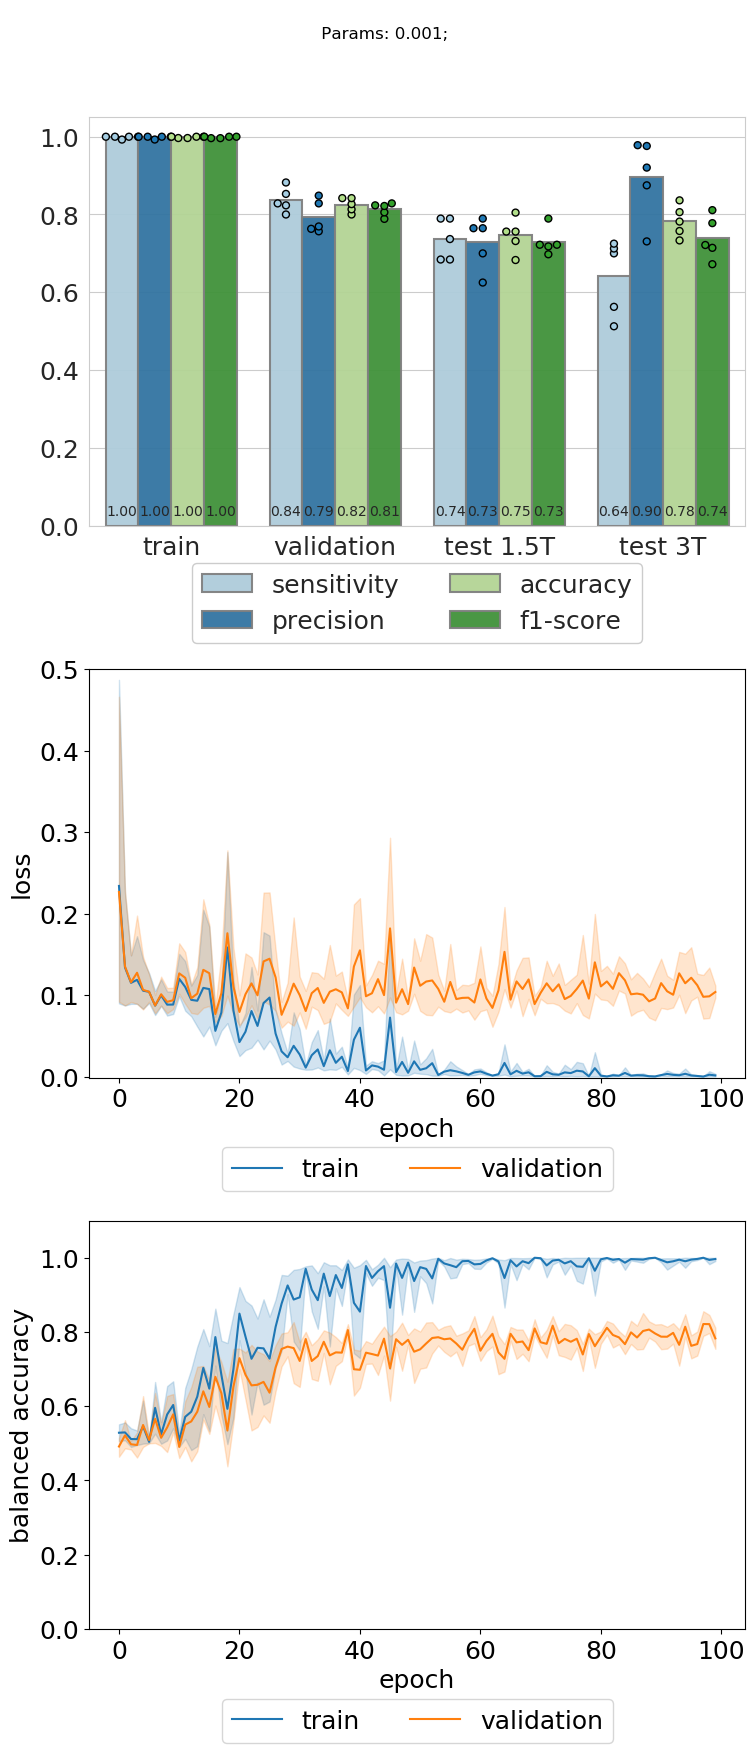 Params: 0.001;
1.0
0.8
0.6
0.4
0.2
0.0
1.00 1.00 1.00 1.00 0.84 0.79 0.82 0.81 0.74 0.73 0.75 0.73 0.64 0.90 0.78 0.74
train validation test 1.5T test 3T
sensitivity accuracy
precision f1-score
0.5
0.4
0.3
0.2
0.1
0.0
loss
0 20 40 60 80 100
epoch
train validation
1.0
0.8
0.6
0.4
0.2
0.0
balanced accuracy
0 20 40 60 80 100
epoch
train validation